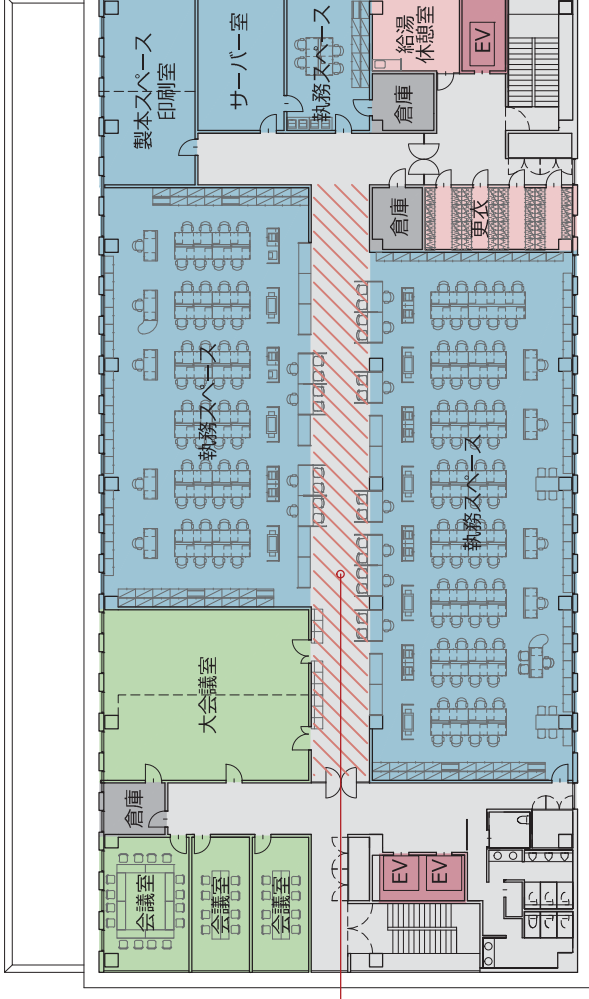 製本スペース
印刷室
サーバー室
執務スペース
給湯
休憩室
EV
倉庫
倉庫
更衣
執務スペース
執務スペース
大会議室
倉庫
会議室
会議室
会議室
EV
EV